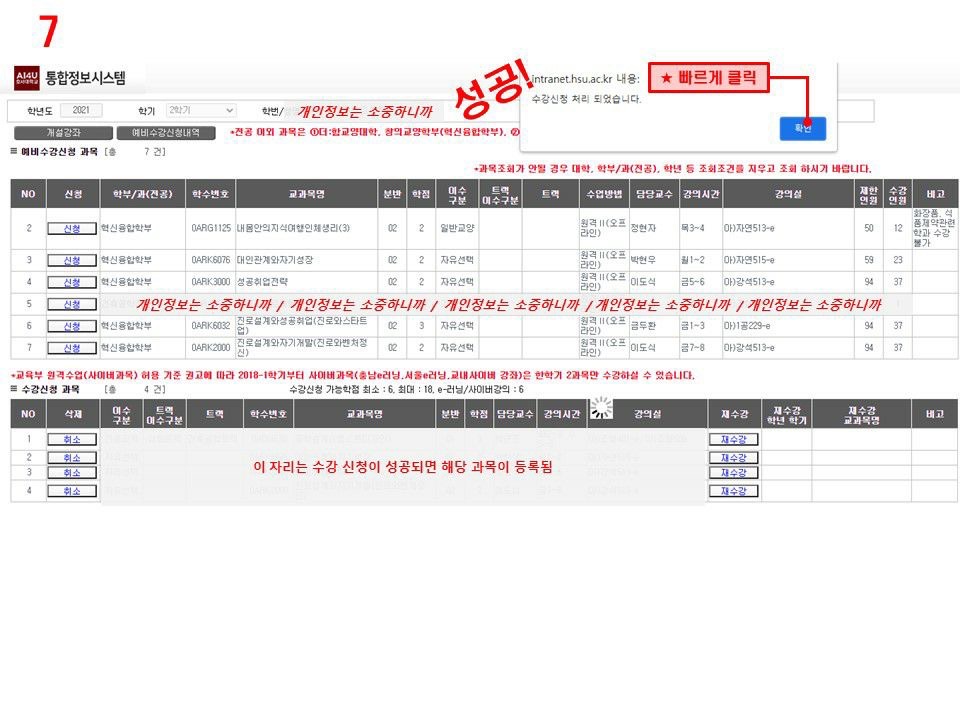 7
AI4U 호서대학교 통합정보시스템
성공!
intranet.hsu.ac.kr 내용:
★ 빠르게 클릭
수강신청 처리 되었습니다.
확인
학년도 2021 학기 2학기 학번/ 개인정보는 소중하니까
개설강좌 예비수강신청내역 *전공 이외 과목은 ①더:합교양대학, 창의교양학부(혁신융합학부), ②
예비수강신청 과목 [총 7 건]
*과목조회가 안될 경우 대학, 학부/과(전공), 학년 등 조회조건을 지우고 조회 하시기 바랍니다.
NO 신청 학부/과(전공) 학수번호 교과목명 분반 학점 이수구분 트랙이수구분 트랙 수업방법 담당교수 강의시간 강의실 제한인원 수강인원 비고
2 신청 혁신융합학부 0ARG1125 내몸안의지식여행인체생리(3) 02 2 일반교양 원격II(오프라인) 정현자 목3~4 아)자연513-e 50 12 화장품, 식품제약관련학과 수강불가
3 신청 혁신융합학부 0ARK6076 대인관계와자기성장 02 2 자유선택 원격II(오프라인) 박현우 월1~2 아)자연515-e 59 23
4 신청 혁신융합학부 0ARK3000 성공취업전략 02 2 자유선택 원격II(오프라인) 이도식 금5~6 아)강석513-e 94 37
5 신청 개인정보는 소중하니까 / 개인정보는 소중하니까 / 개인정보는 소중하니까 / 개인정보는 소중하니까 / 개인정보는 소중하니까
6 신청 혁신융합학부 0ARK6032 진로설계와성공취업(진로와스타트업) 02 3 자유선택 원격II(오프라인) 금두환 금1~3 아)1공229-e 94 37
7 신청 혁신융합학부 0ARK2000 진로설계와자기개발(진로와벤처정신) 02 2 자유선택 원격II(오프라인) 이도식 금7~8 아)강석513-e 94 37
*교육부 원격수업(사이버과목) 허용 기준 권고에 따라 2018-1학기부터 사이버과목(충남e러닝,서울e러닝,교내사이버 강좌)은 한학기 2과목만 수강하실 수 있습니다.
수강신청 과목 [총 4 건] 수강신청 가능학점 최소 : 6, 최대 : 18, e-러닝/사이버강의 : 6
NO 삭제 이수구분 트랙이수구분 트랙 학수번호 교과목명 분반 학점 담당교수 강의시간 강의실 재수강 재수강학년 학기 재수강교과목명 비고
1 취소 재수강
2 취소 재수강
이 자리는 수강 신청이 성공되면 해당 과목이 등록됨
3 취소 재수강
4 취소 재수강